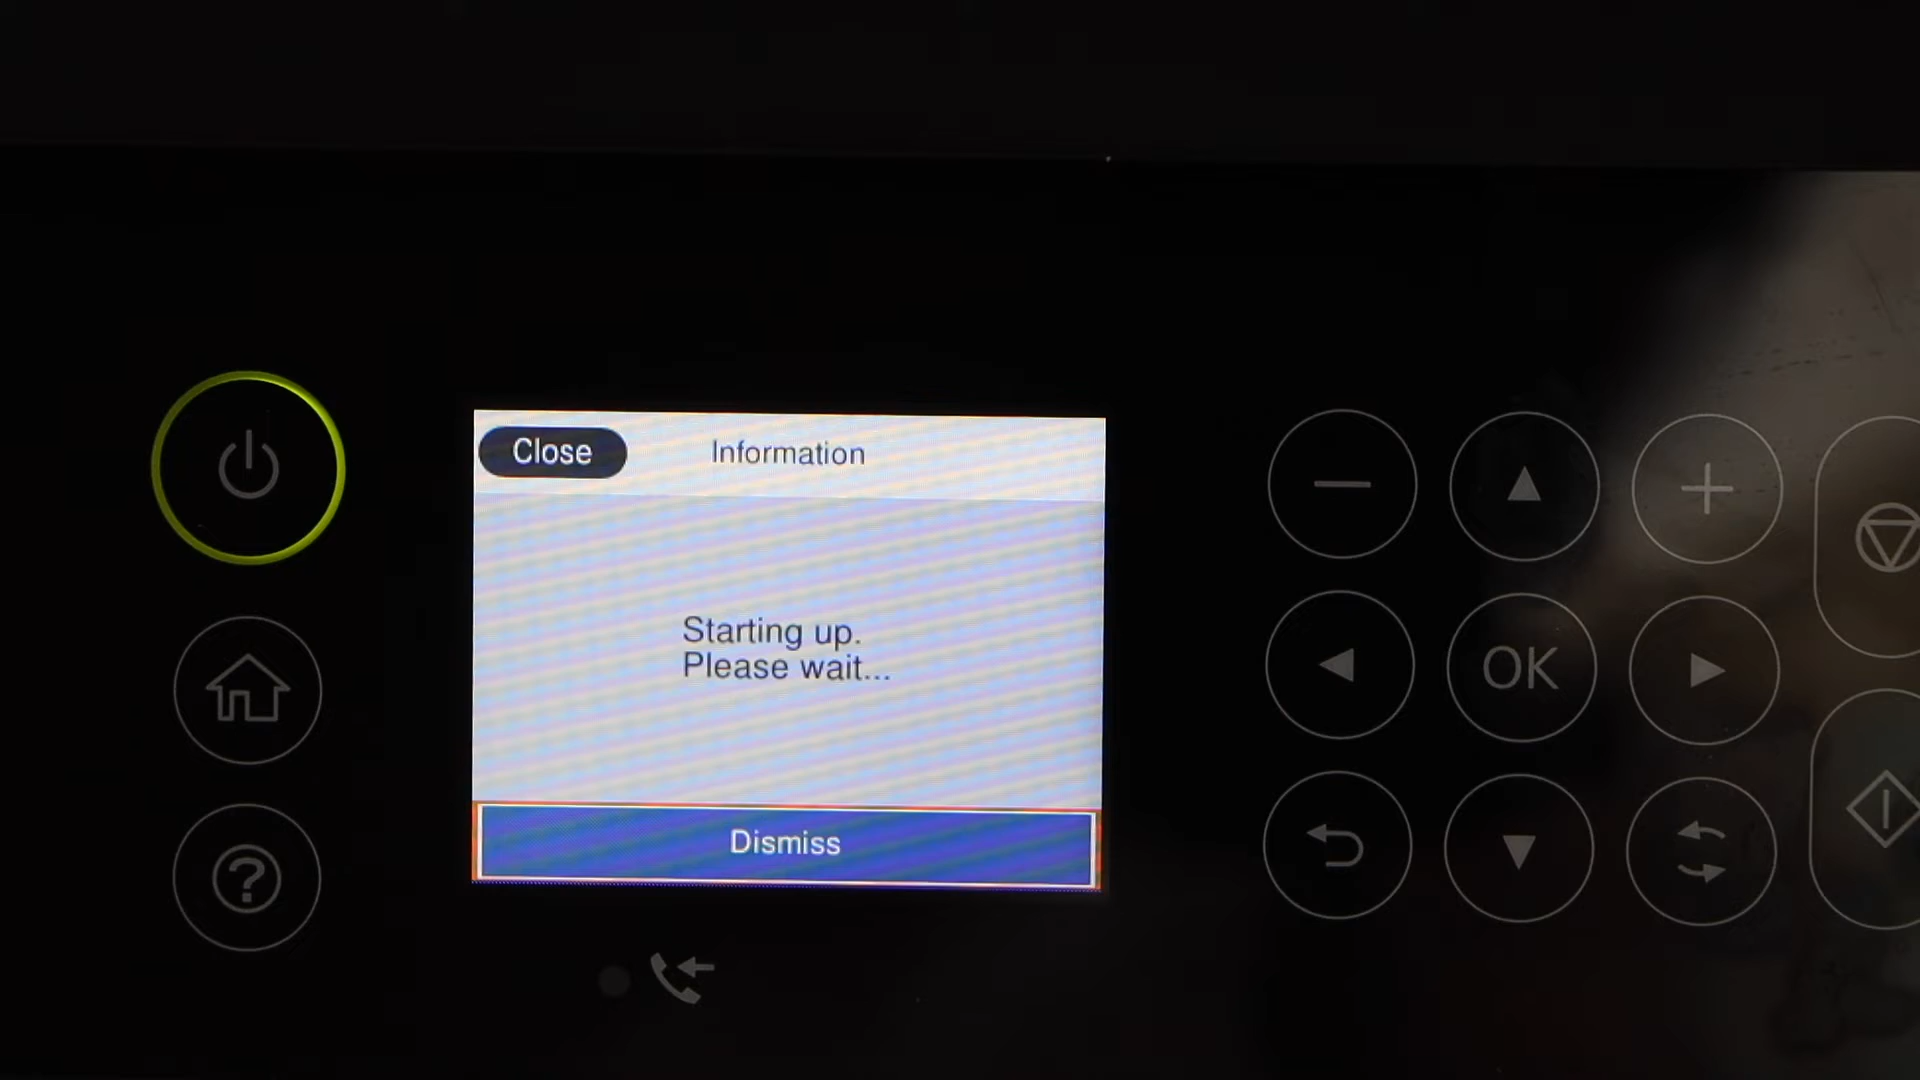 Close
Information
Starting up.
Please wait...
Dismiss
OK
?